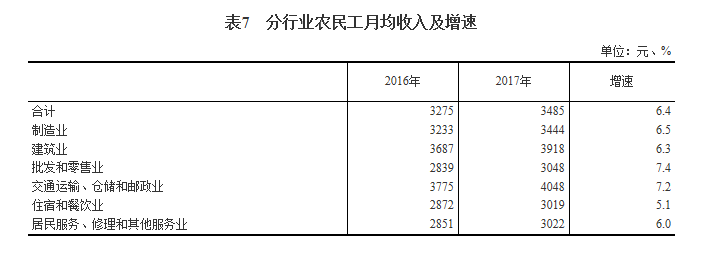 表7 分行业农民工月均收入及增速
单位：元、%
2016年 2017年 增速
合计 3275 3485 6.4
制造业 3233 3444 6.5
建筑业 3687 3918 6.3
批发和零售业 2839 3048 7.4
交通运输、仓储和邮政业 3775 4048 7.2
住宿和餐饮业 2872 3019 5.1
居民服务、修理和其他服务业 2851 3022 6.0